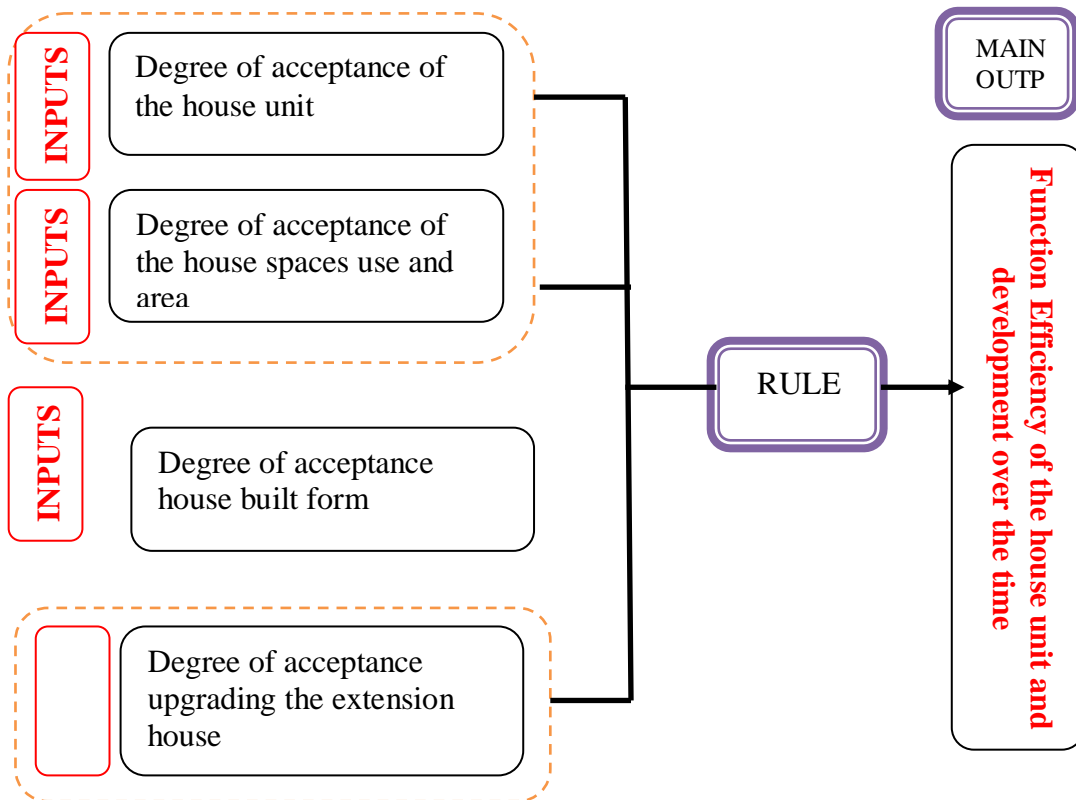 INPUTS
Degree of acceptance of
the house unit
INPUTS
Degree of acceptance of
the house spaces use and
area
INPUTS
Degree of acceptance
house built form
Degree of acceptance
upgrading the extension
house
RULE
MAIN
OUTP
Function Efficiency of the house unit and
development over the time